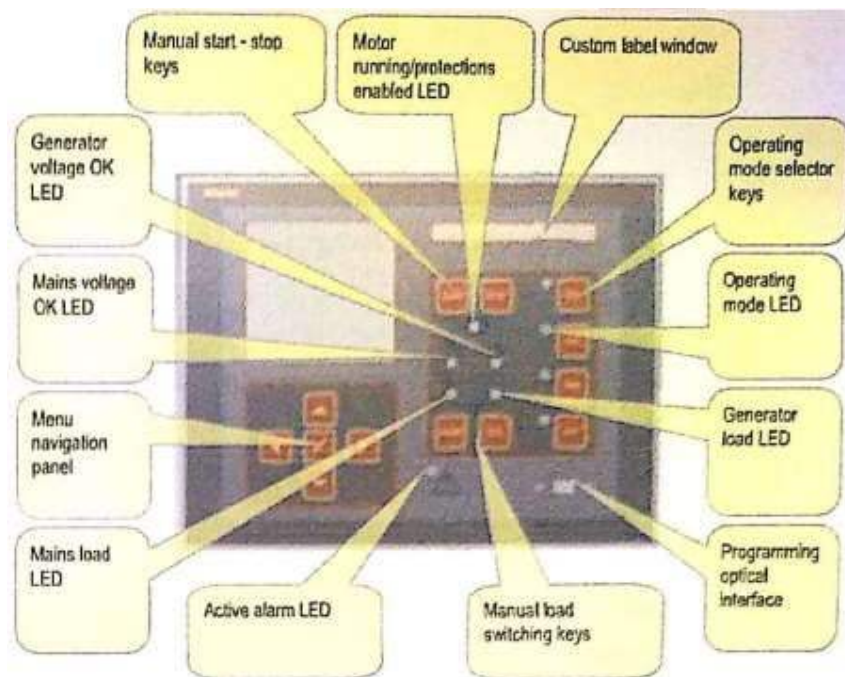 Manual start - stop
keys
Motor
running/protections
enabled LED
Custom label window
Generator
voltage OK
LED
Operating
mode selector
keys
Mains voltage
OK LED
Operating
mode LED
Menu
navigation
panel
Generator
load LED
Mains load
LED
Active alarm LED
Manual load
switching keys
Programming
optical
interface